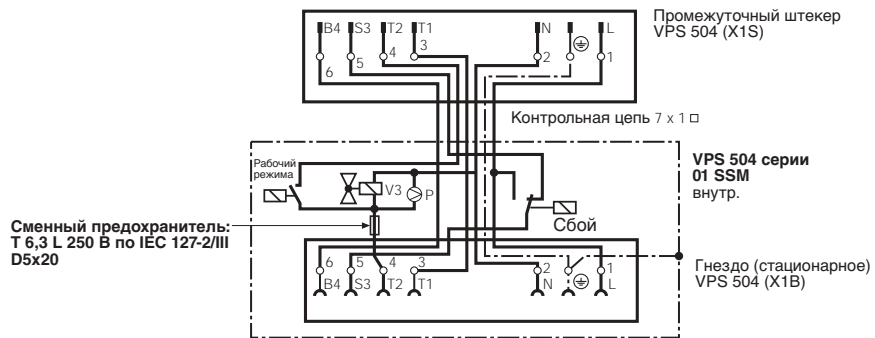 B4 S3 T2 T1 N L
6 5 4 3 2 1
Промежуточный штекер
VPS 504 (X1S)
Контрольная цепь 7 x 1
VPS 504 серии
01 SSM
внутр.
Рабочий
режима
V3
P
Сбой
Сменный предохранитель:
T 6,3 L 250 В по IEC 127-2/III
D5x20
6 5 4 3 2 1
B4 S3 T2 T1 N L
Гнездо (стационарное)
VPS 504 (X1B)